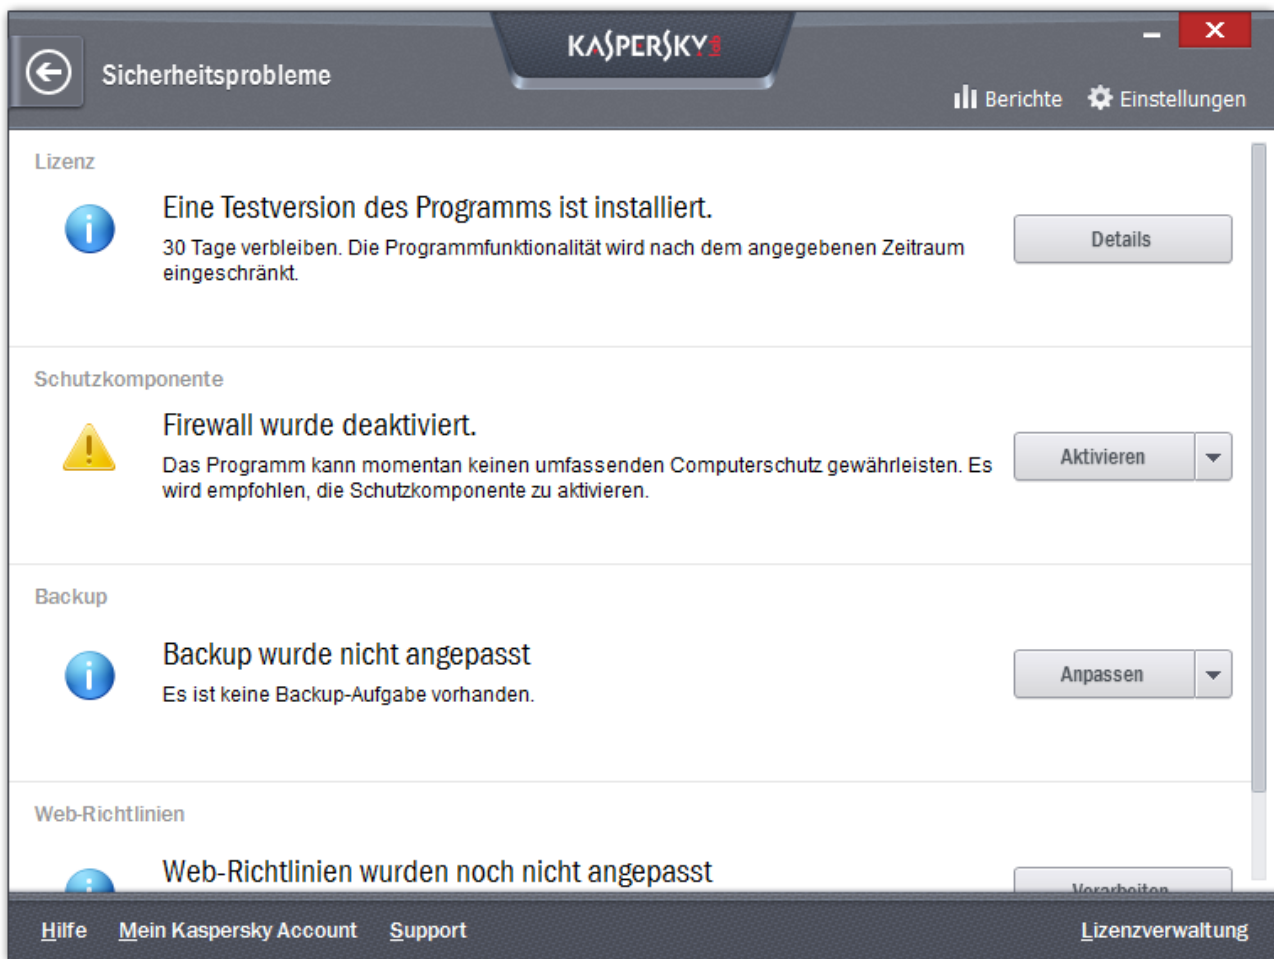 KASPERSKY lab
Sicherheitsprobleme
Berichte Einstellungen
Lizenz
Eine Testversion des Programms ist installiert.
30 Tage verbleiben. Die Programmfunktionalität wird nach dem angegebenen Zeitraum
eingeschränkt.
Details
Schutzkomponente
Firewall wurde deaktiviert.
Das Programm kann momentan keinen umfassenden Computerschutz gewährleisten. Es
wird empfohlen, die Schutzkomponente zu aktivieren.
Aktivieren
Backup
Backup wurde nicht angepasst
Es ist keine Backup-Aufgabe vorhanden.
Anpassen
Web-Richtlinien
Web-Richtlinien wurden noch nicht angepasst
Verarbeiten
Hilfe Mein Kaspersky Account Support Lizenzverwaltung